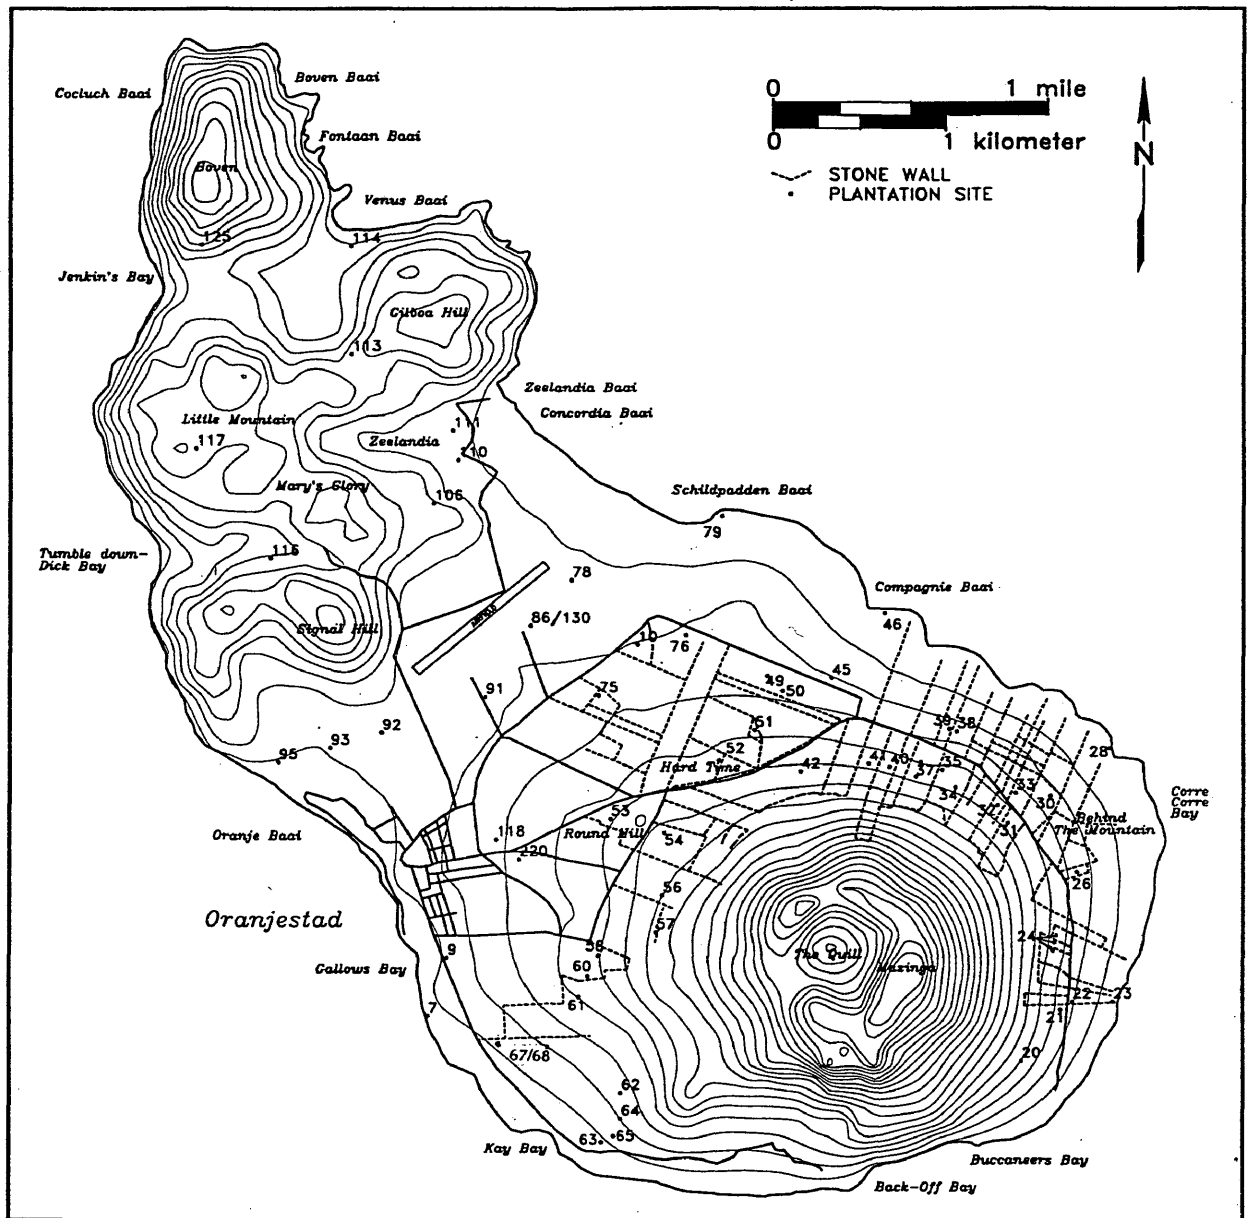 Boven Baai
Cocluch Baai
0 1 mile
Fontaan Baai
0 1 kilometer
N
Boven
STONE WALL
PLANTATION SITE
Venus Baai
125
114
Jenkin's Bay
Gilboa Hill
113
Zeelandia Baai
Concordia Baai
Little Mountain
111
117
Zeelandia
110
Mary's Glory
106
Schildpadden Baai
79
Tumble down-
Dick Bay
116
78
Compagnie Baai
86/130
46
Signal Hill
10
76
45
49
50
91
75
92
51
39
38
93
52
28
95
Hard Tyme
42
41
40
37
35
33
34
30
Corre
Corre
Bay
32
31
Behind
The Mountain
53
Oranje Baai
118
Round Hill
54
120
26
56
Oranjestad
57
24
58
9
The Quill
Mazinga
Gallows Bay
60
61
22
23
7
21
67/68
20
62
64
63
65
Kay Bay
Buccaneers Bay
Back-Off Bay